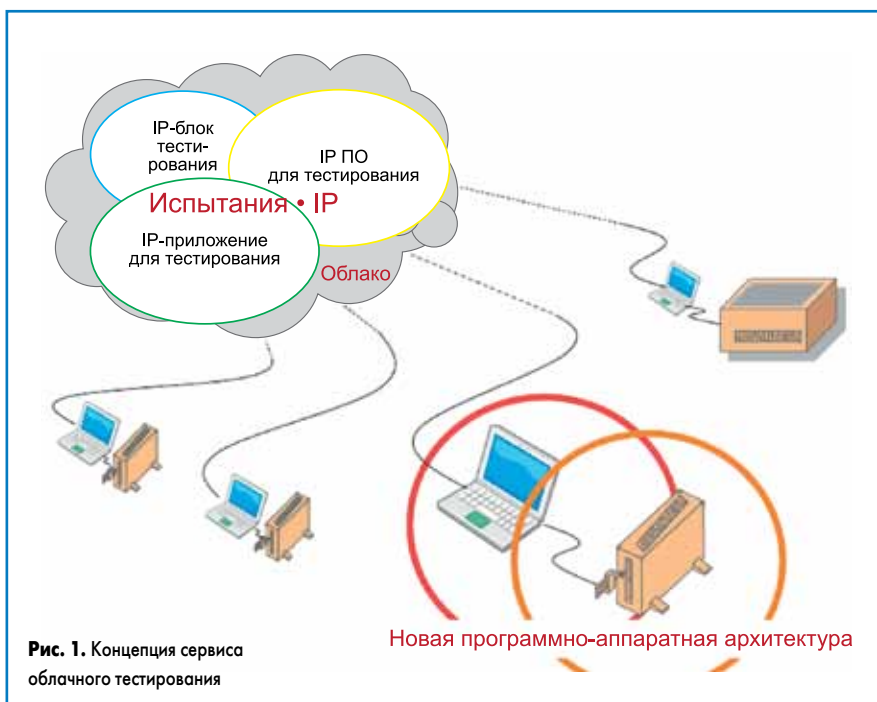 IP-блок
тести-
рования
IP ПО
для тестирования
Испытания • IP
IP-приложение
для тестирования
Облако
Новая программно-аппаратная архитектура
Рис. 1. Концепция сервиса
облачного тестирования